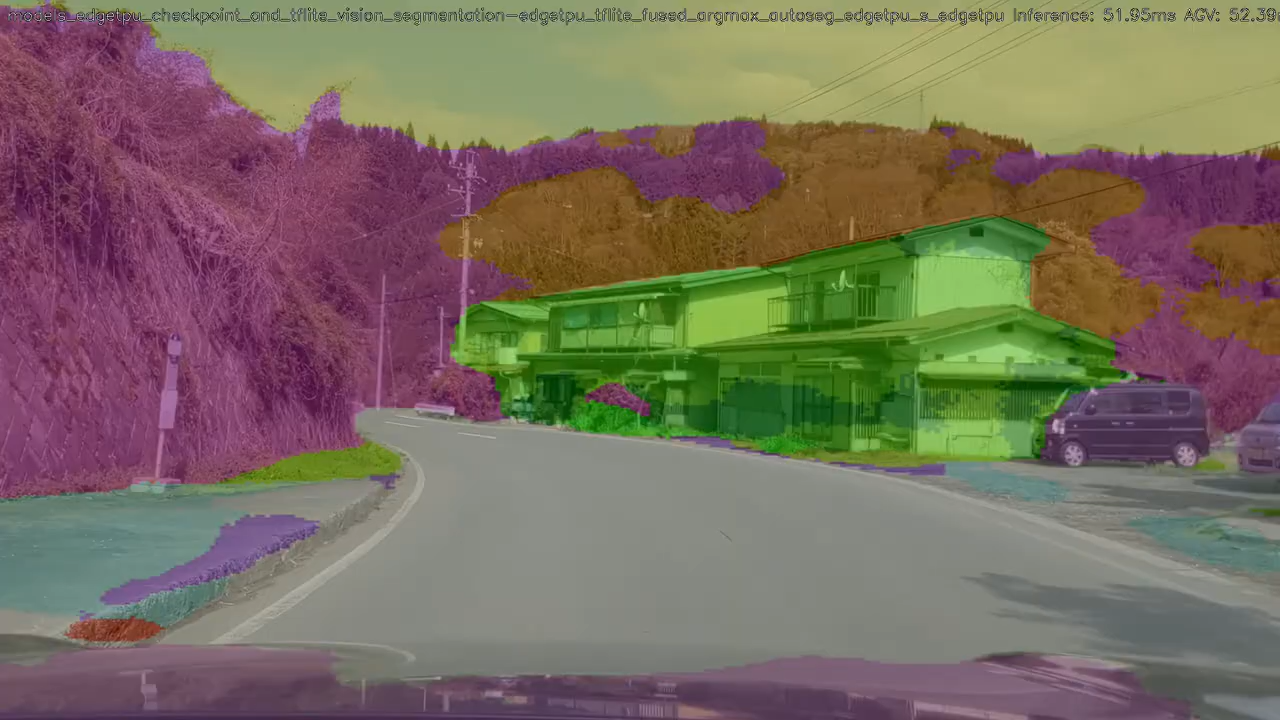 models_edgetpu_checkpoint_and_tflite_vision_segmentation-edgetpu_tflite_fused_argmax_autoseg_edgetpu_s_edgetpu Inference: 51.95ms AGV: 52.39